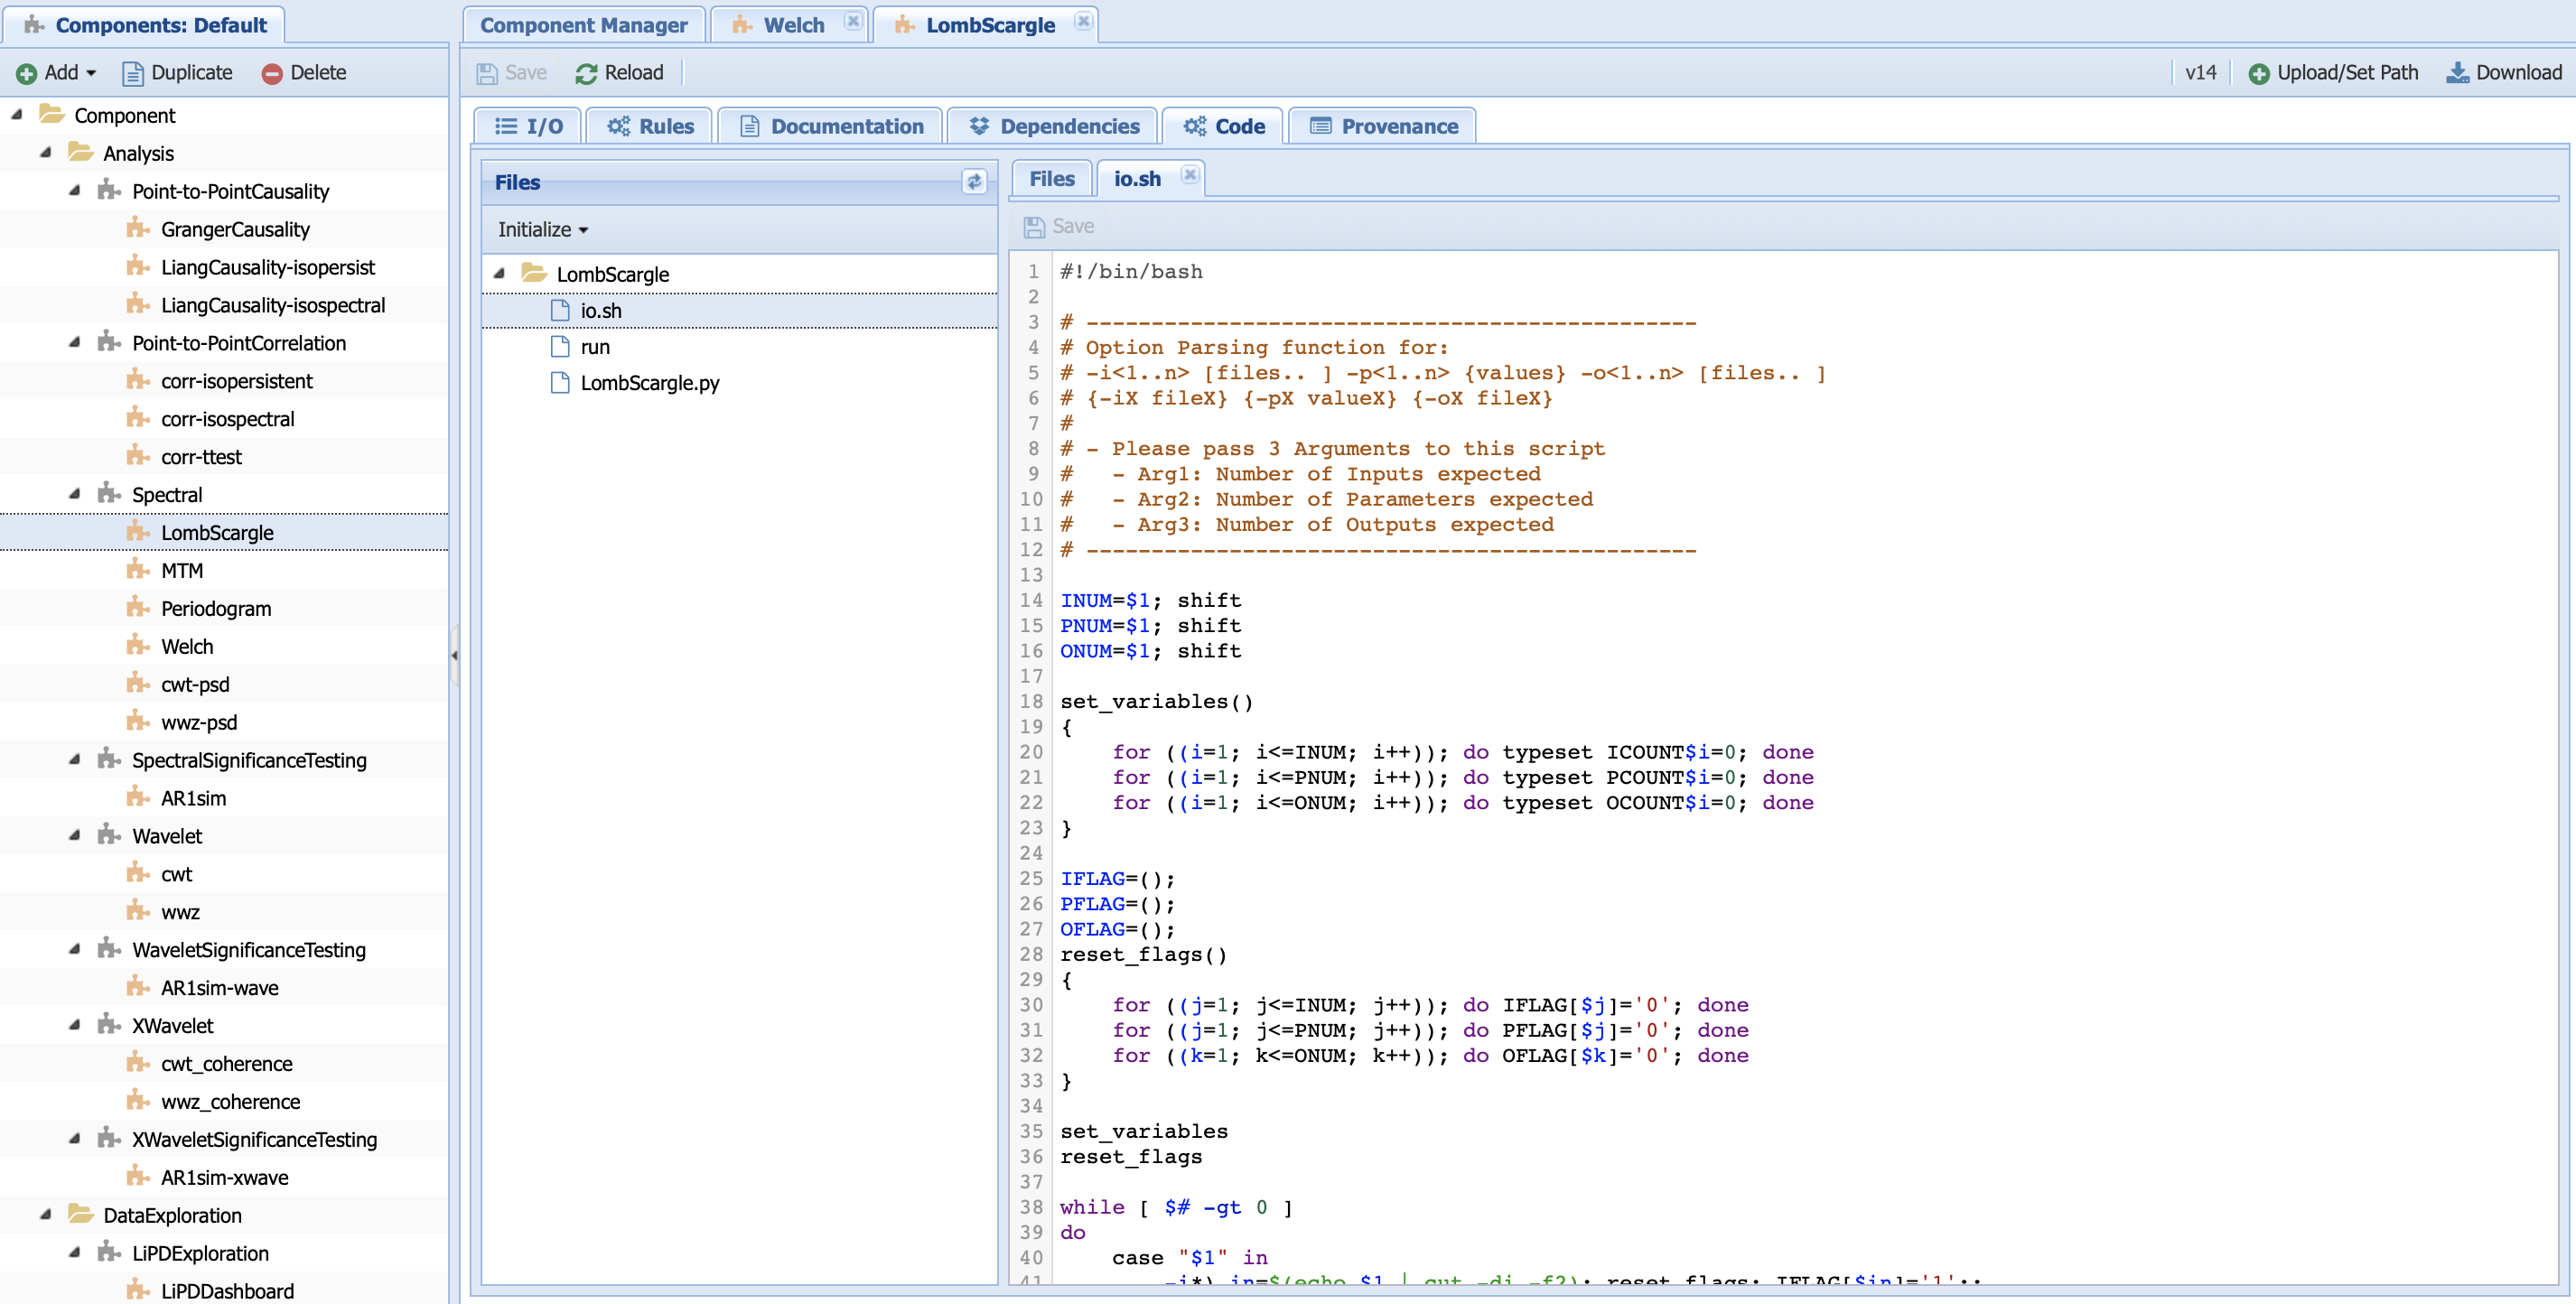 Components: Default
Add
Duplicate
Delete
Component
Analysis
Point-to-PointCausality
GrangerCausality
LiangCausality-isopersist
LiangCausality-isospectral
Point-to-PointCorrelation
corr-isopersistent
corr-isospectral
corr-ttest
Spectral
LombScargle
MTM
Periodogram
Welch
cwt-psd
wwz-psd
SpectralSignificanceTesting
AR1sim
Wavelet
cwt
wwz
WaveletSignificanceTesting
AR1sim-wave
XWavelet
cwt_coherence
wwz_coherence
XWaveletSignificanceTesting
AR1sim-xwave
DataExploration
LiPDExploration
LiPDDashboard
Component Manager
Welch
LombScargle
Save
Reload
v14
Upload/Set Path
Download
I/O
Rules
Documentation
Dependencies
Code
Provenance
Files
Initialize
LombScargle
io.sh
run
LombScargle.py
Files
io.sh
Save
1 #!/bin/bash
2
3 # -----------------------------------------------
4 # Option Parsing function for:
5 # -i<1..n> [files.. ] -p<1..n> {values} -o<1..n> [files.. ]
6 # {-iX fileX} {-pX valueX} {-oX fileX}
7 #
8 # - Please pass 3 Arguments to this script
9 #   - Arg1: Number of Inputs expected
10 #   - Arg2: Number of Parameters expected
11 #   - Arg3: Number of Outputs expected
12 # -----------------------------------------------
13
14 INUM=$1; shift
15 PNUM=$1; shift
16 ONUM=$1; shift
17
18 set_variables()
19 {
20     for ((i=1; i<=INUM; i++)); do typeset ICOUNT$i=0; done
21     for ((i=1; i<=PNUM; i++)); do typeset PCOUNT$i=0; done
22     for ((i=1; i<=ONUM; i++)); do typeset OCOUNT$i=0; done
23 }
24
25 IFLAG=();
26 PFLAG=();
27 OFLAG=();
28 reset_flags()
29 {
30     for ((j=1; j<=INUM; j++)); do IFLAG[$j]='0'; done
31     for ((j=1; j<=PNUM; j++)); do PFLAG[$j]='0'; done
32     for ((k=1; k<=ONUM; k++)); do OFLAG[$k]='0'; done
33 }
34
35 set_variables
36 reset_flags
37
38 while [ $# -gt 0 ]
39 do
40     case "$1" in
41         -i*) in=$(echo $1 | cut -di -f2); reset_flags; IFLAG[$in]='1';;